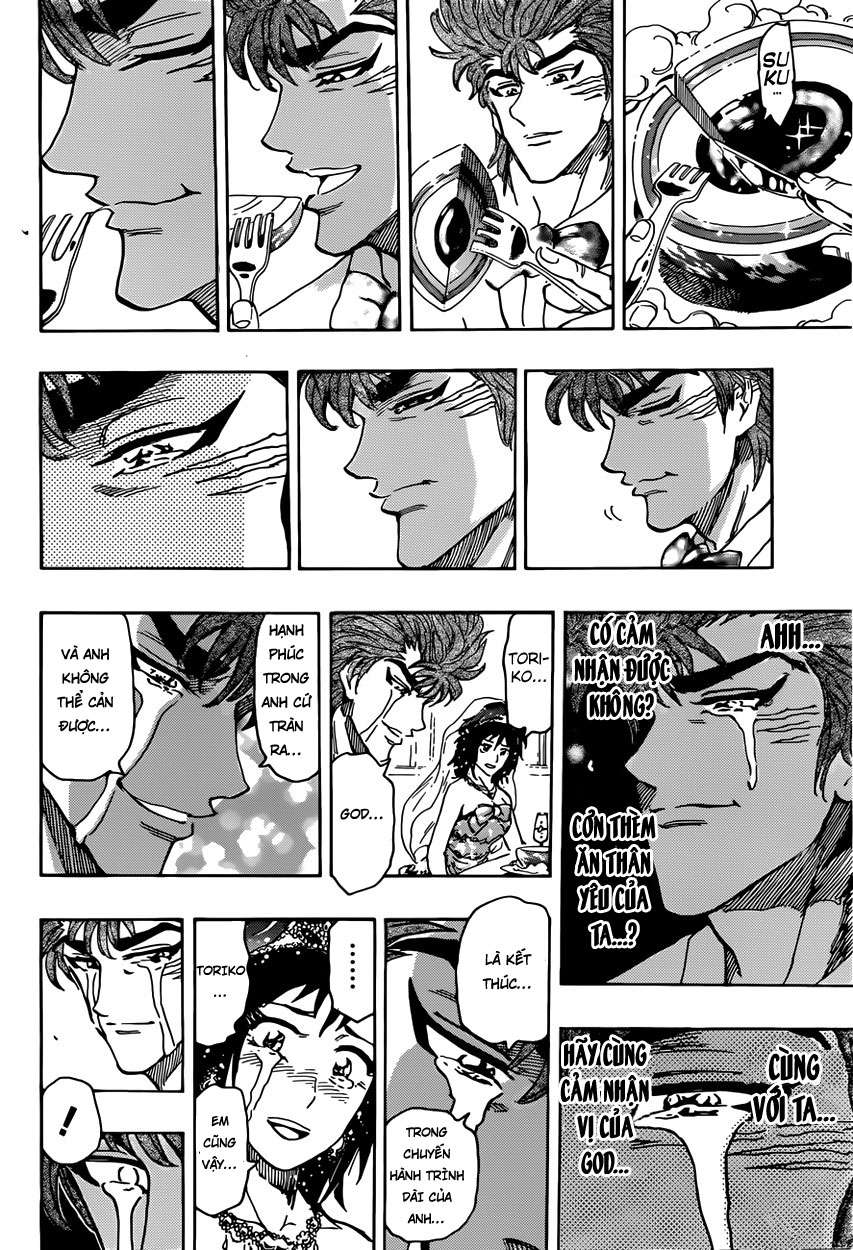 SU
KU
...
AHH...
CÓ CẢM
NHẬN ĐƯỢC
KHÔNG?
CƠN THÈM
ĂN THÂN
YÊU CỦA
TA...?
TORI-
KO...
GOD...
HẠNH
PHÚC
TRONG
ANH CỨ
TRÀN
RA...
VÀ ANH
KHÔNG
THỂ CẢN
ĐƯỢC...
CÙNG
VỚI TA...
HÃY CÙNG
CẢM NHẬN
VỊ CỦA
GOD...
LÀ KẾT
THÚC...
TRONG
CHUYẾN
HÀNH TRÌNH
DÀI CỦA
ANH...
......
TORIKO
...
EM
CŨNG
VẬY...
!